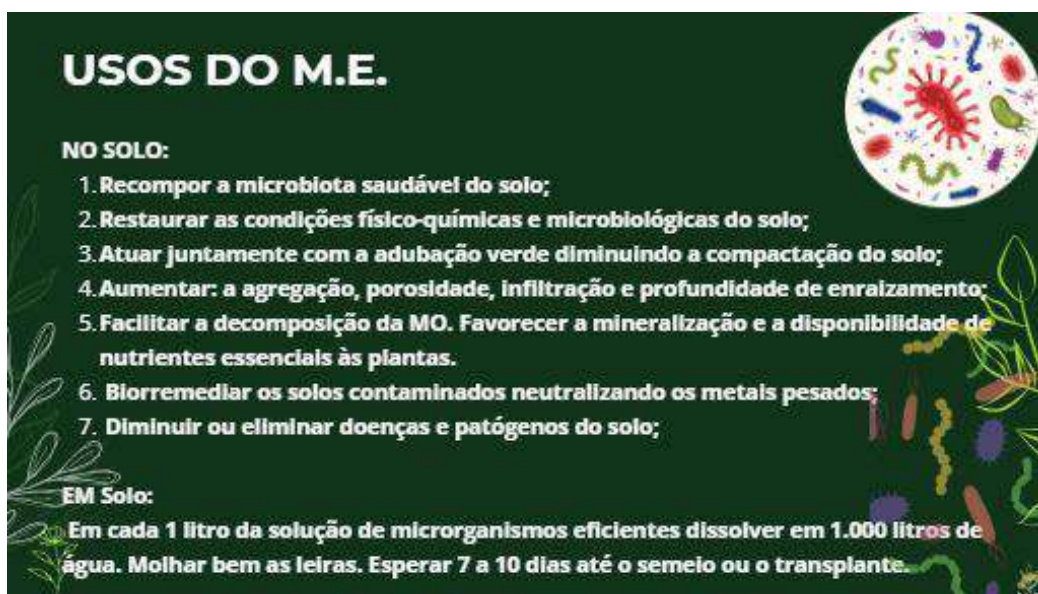 USOS DO M.E.
NO SOLO:
1. Recompor a microbiota saudável do solo;
2. Restaurar as condições físico-químicas e microbiológicas do solo;
3. Atuar juntamente com a adubação verde diminuindo a compactação do solo;
4. Aumentar: a agregação, porosidade, infiltração e profundidade de enraizamento;
5. Facilitar a decomposição da MO. Favorecer a mineralização e a disponibilidade de
nutrientes essenciais às plantas.
6. Biorremediar os solos contaminados neutralizando os metais pesados;
7. Diminuir ou eliminar doenças e patógenos do solo;
EM Solo:
Em cada 1 litro da solução de microrganismos eficientes dissolver em 1.000 litros de
água. Molhar bem as leiras. Esperar 7 a 10 dias até o semeio ou o transplante.